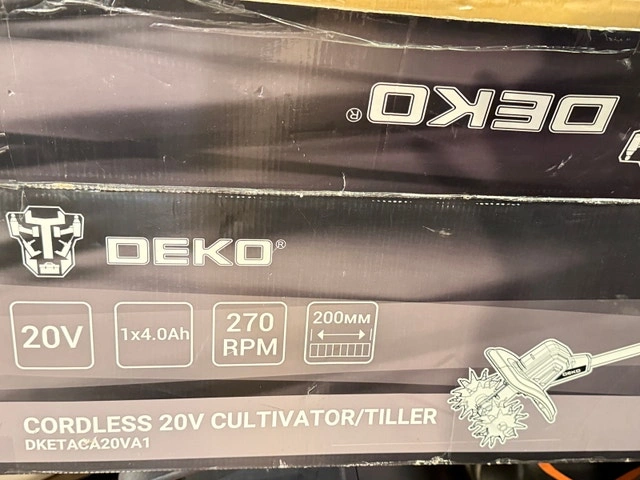 DEKO®
DEKO®
20V
1x4.0Ah
270
RPM
200MM
DEKO
CORDLESS 20V CULTIVATOR/TILLER
DKETACA20VA1